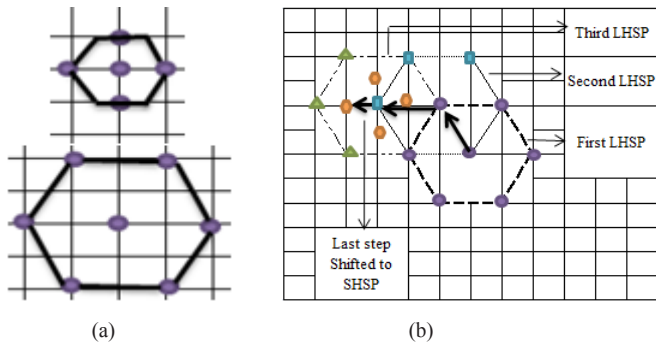 Third LHSP
Second LHSP
First LHSP
Last step
Shifted to
SHSP
(a)
(b)